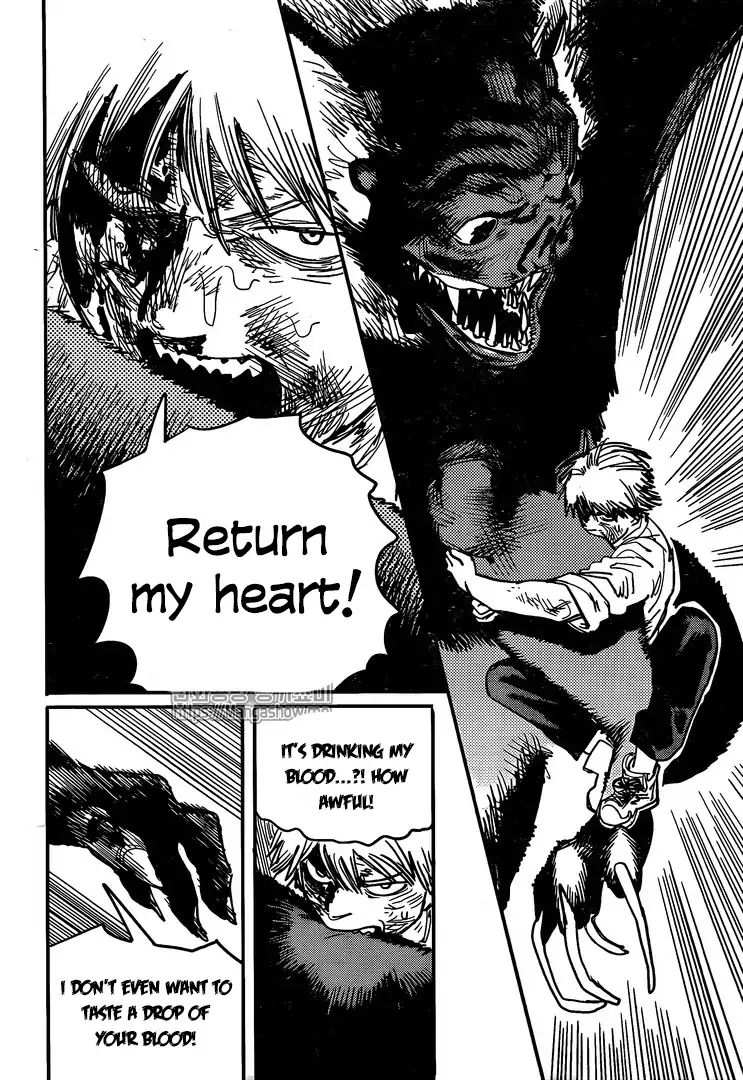 Return
my heart!
IT'S DRINKING MY
BLOOD...?! HOW
AWFUL!
I DON'T EVEN WANT TO
TASTE A DROP OF
YOUR BLOOD!